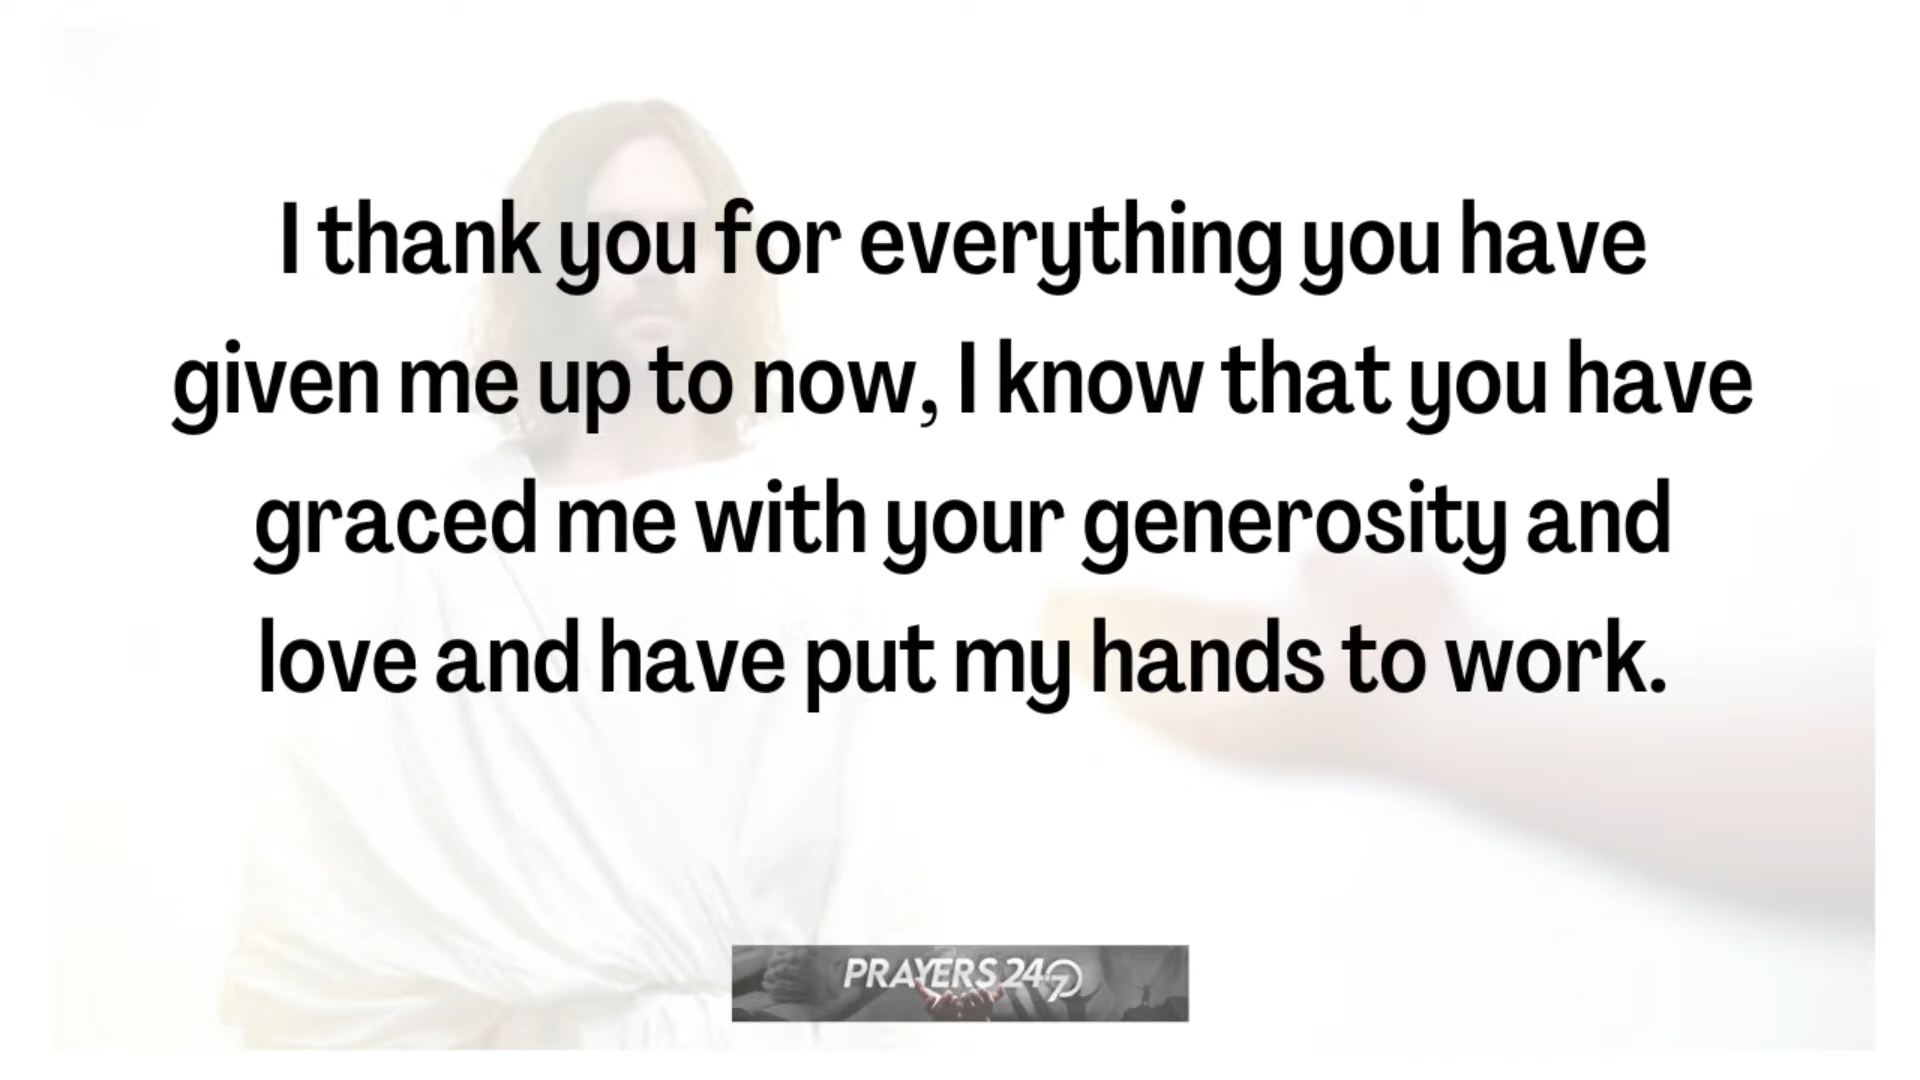 I thank you for everything you have
given me up to now, I know that you have
graced me with your generosity and
love and have put my hands to work.
PRAYERS 24/7